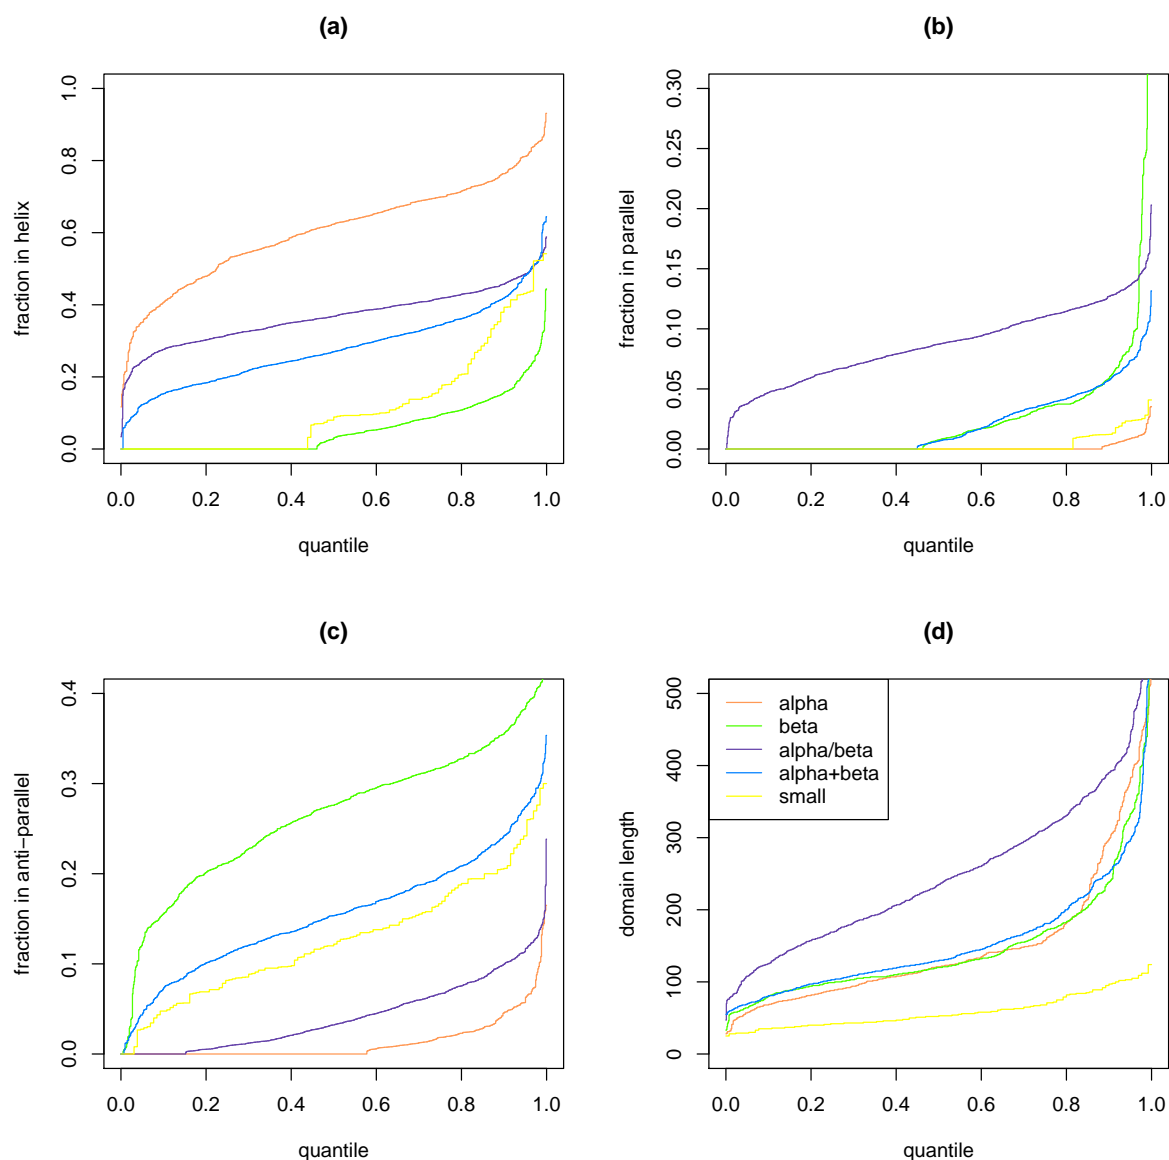 (a)
fraction in helix
0.0 0.2 0.4 0.6 0.8 1.0
0.0 0.2 0.4 0.6 0.8 1.0
quantile
(b)
fraction in parallel
0.00 0.05 0.10 0.15 0.20 0.25 0.30
0.0 0.2 0.4 0.6 0.8 1.0
quantile
(c)
fraction in anti−parallel
0.0 0.1 0.2 0.3 0.4
0.0 0.2 0.4 0.6 0.8 1.0
quantile
(d)
domain length
0 100 200 300 400 500
alpha
beta
alpha/beta
alpha+beta
small
0.0 0.2 0.4 0.6 0.8 1.0
quantile